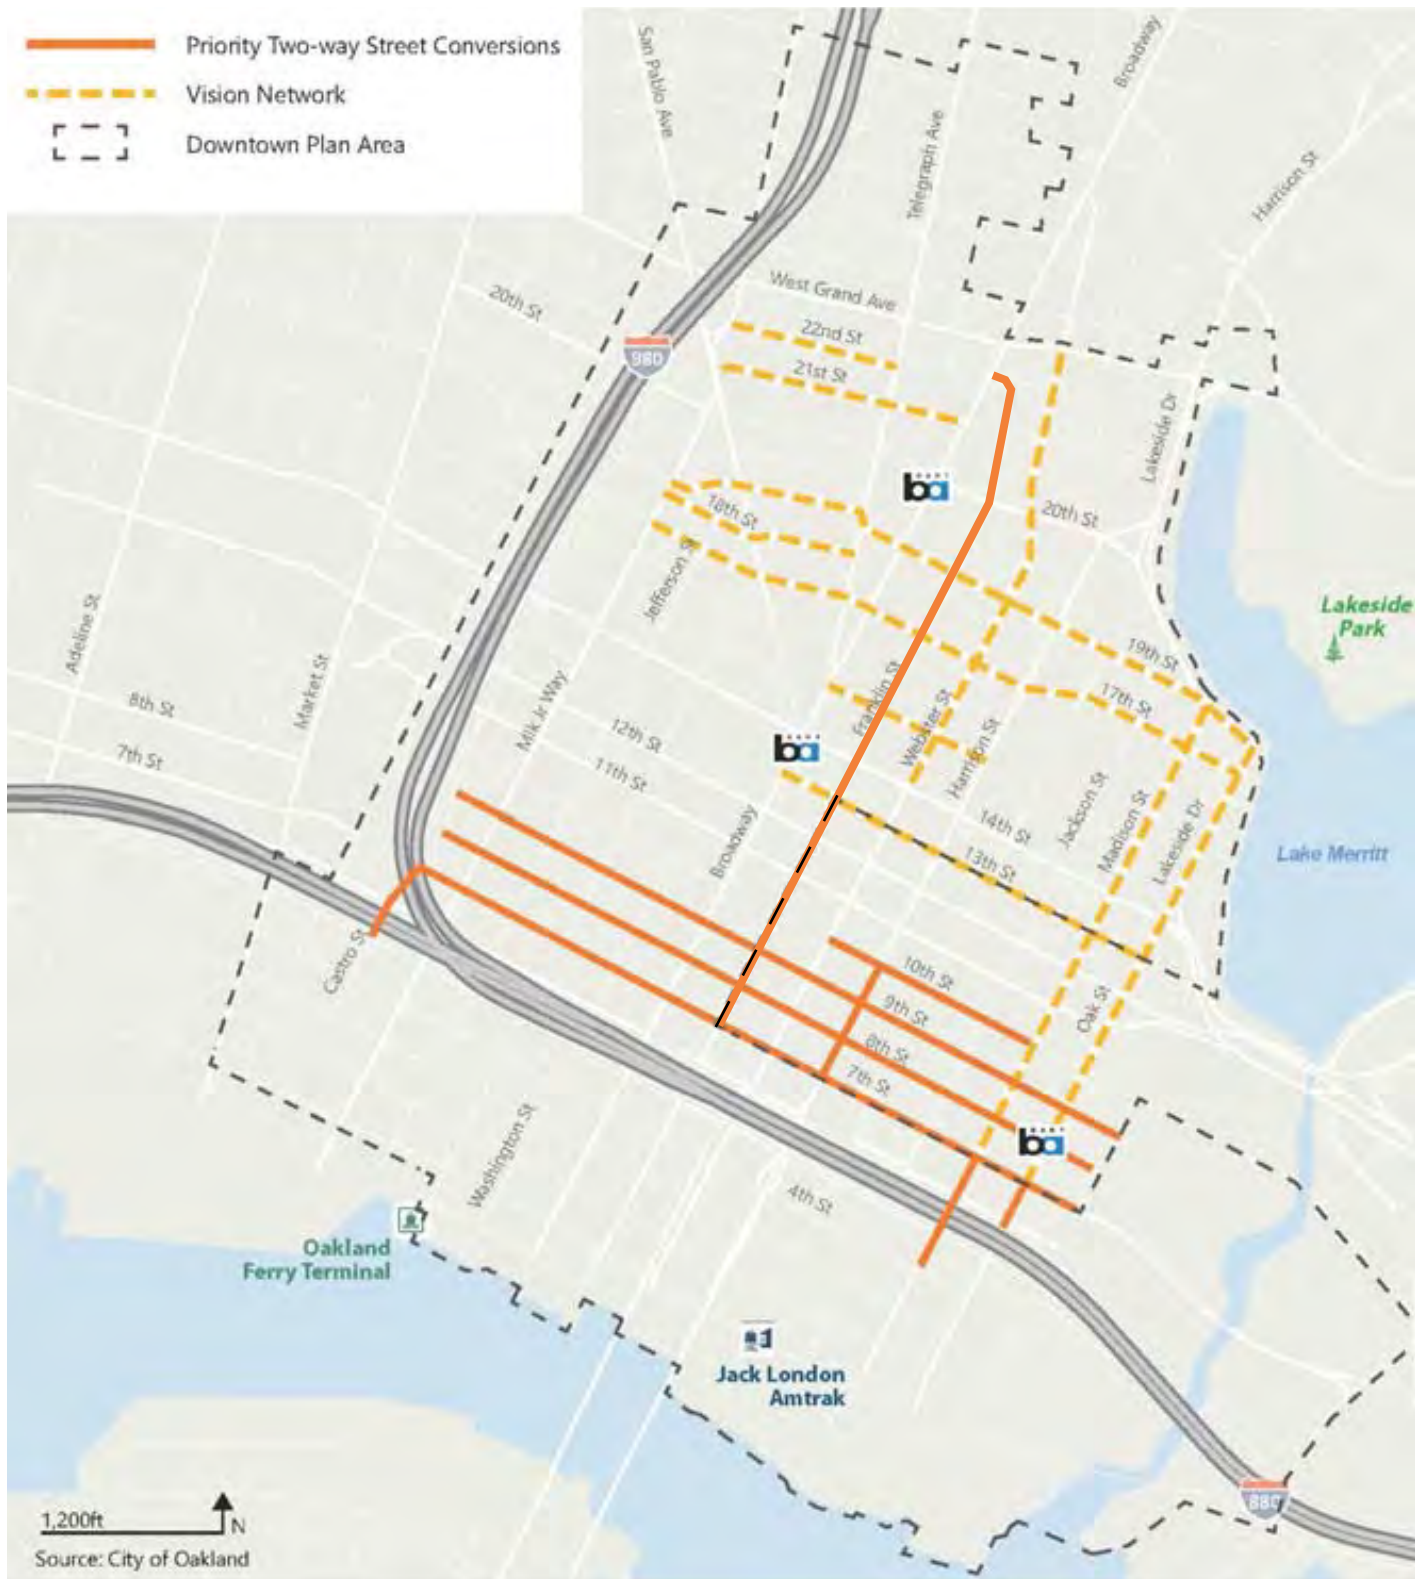 Priority Two-way Street Conversions
Vision Network
Downtown Plan Area
San Pablo Ave
Broadway
Telegraph Ave
Harrison St
20th St
West Grand Ave
22nd St
980
21st St
Lakeside Dr
ba
18th St
20th St
Jefferson St
Adeline St
Lakeside
Park
19th St
Market St
8th St
Mlk Jr Way
17th St
Franklin St
Webster St
12th St
7th St
11th St
ba
Harrison St
14th St
Jackson St
Madison St
Broadway
Lakeside Dr
13th St
Lake Merritt
Castro St
10th St
9th St
Oak St
8th St
7th St
ba
Washington St
4th St
Oakland
Ferry Terminal
Jack London
Amtrak
880
1,200ft
N
Source: City of Oakland